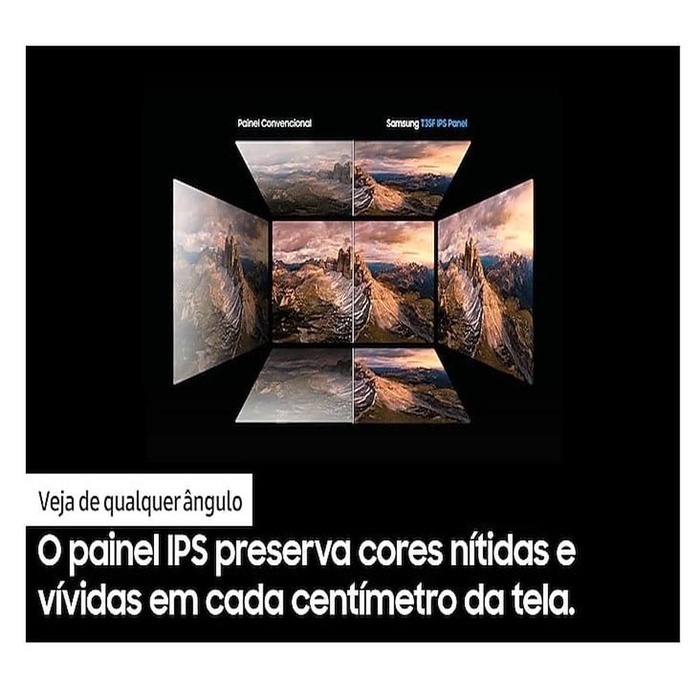 Painel Convencional
Samsung T35F IPS Panel
Veja de qualquer ângulo
O painel IPS preserva cores nítidas e
vívidas em cada centímetro da tela.